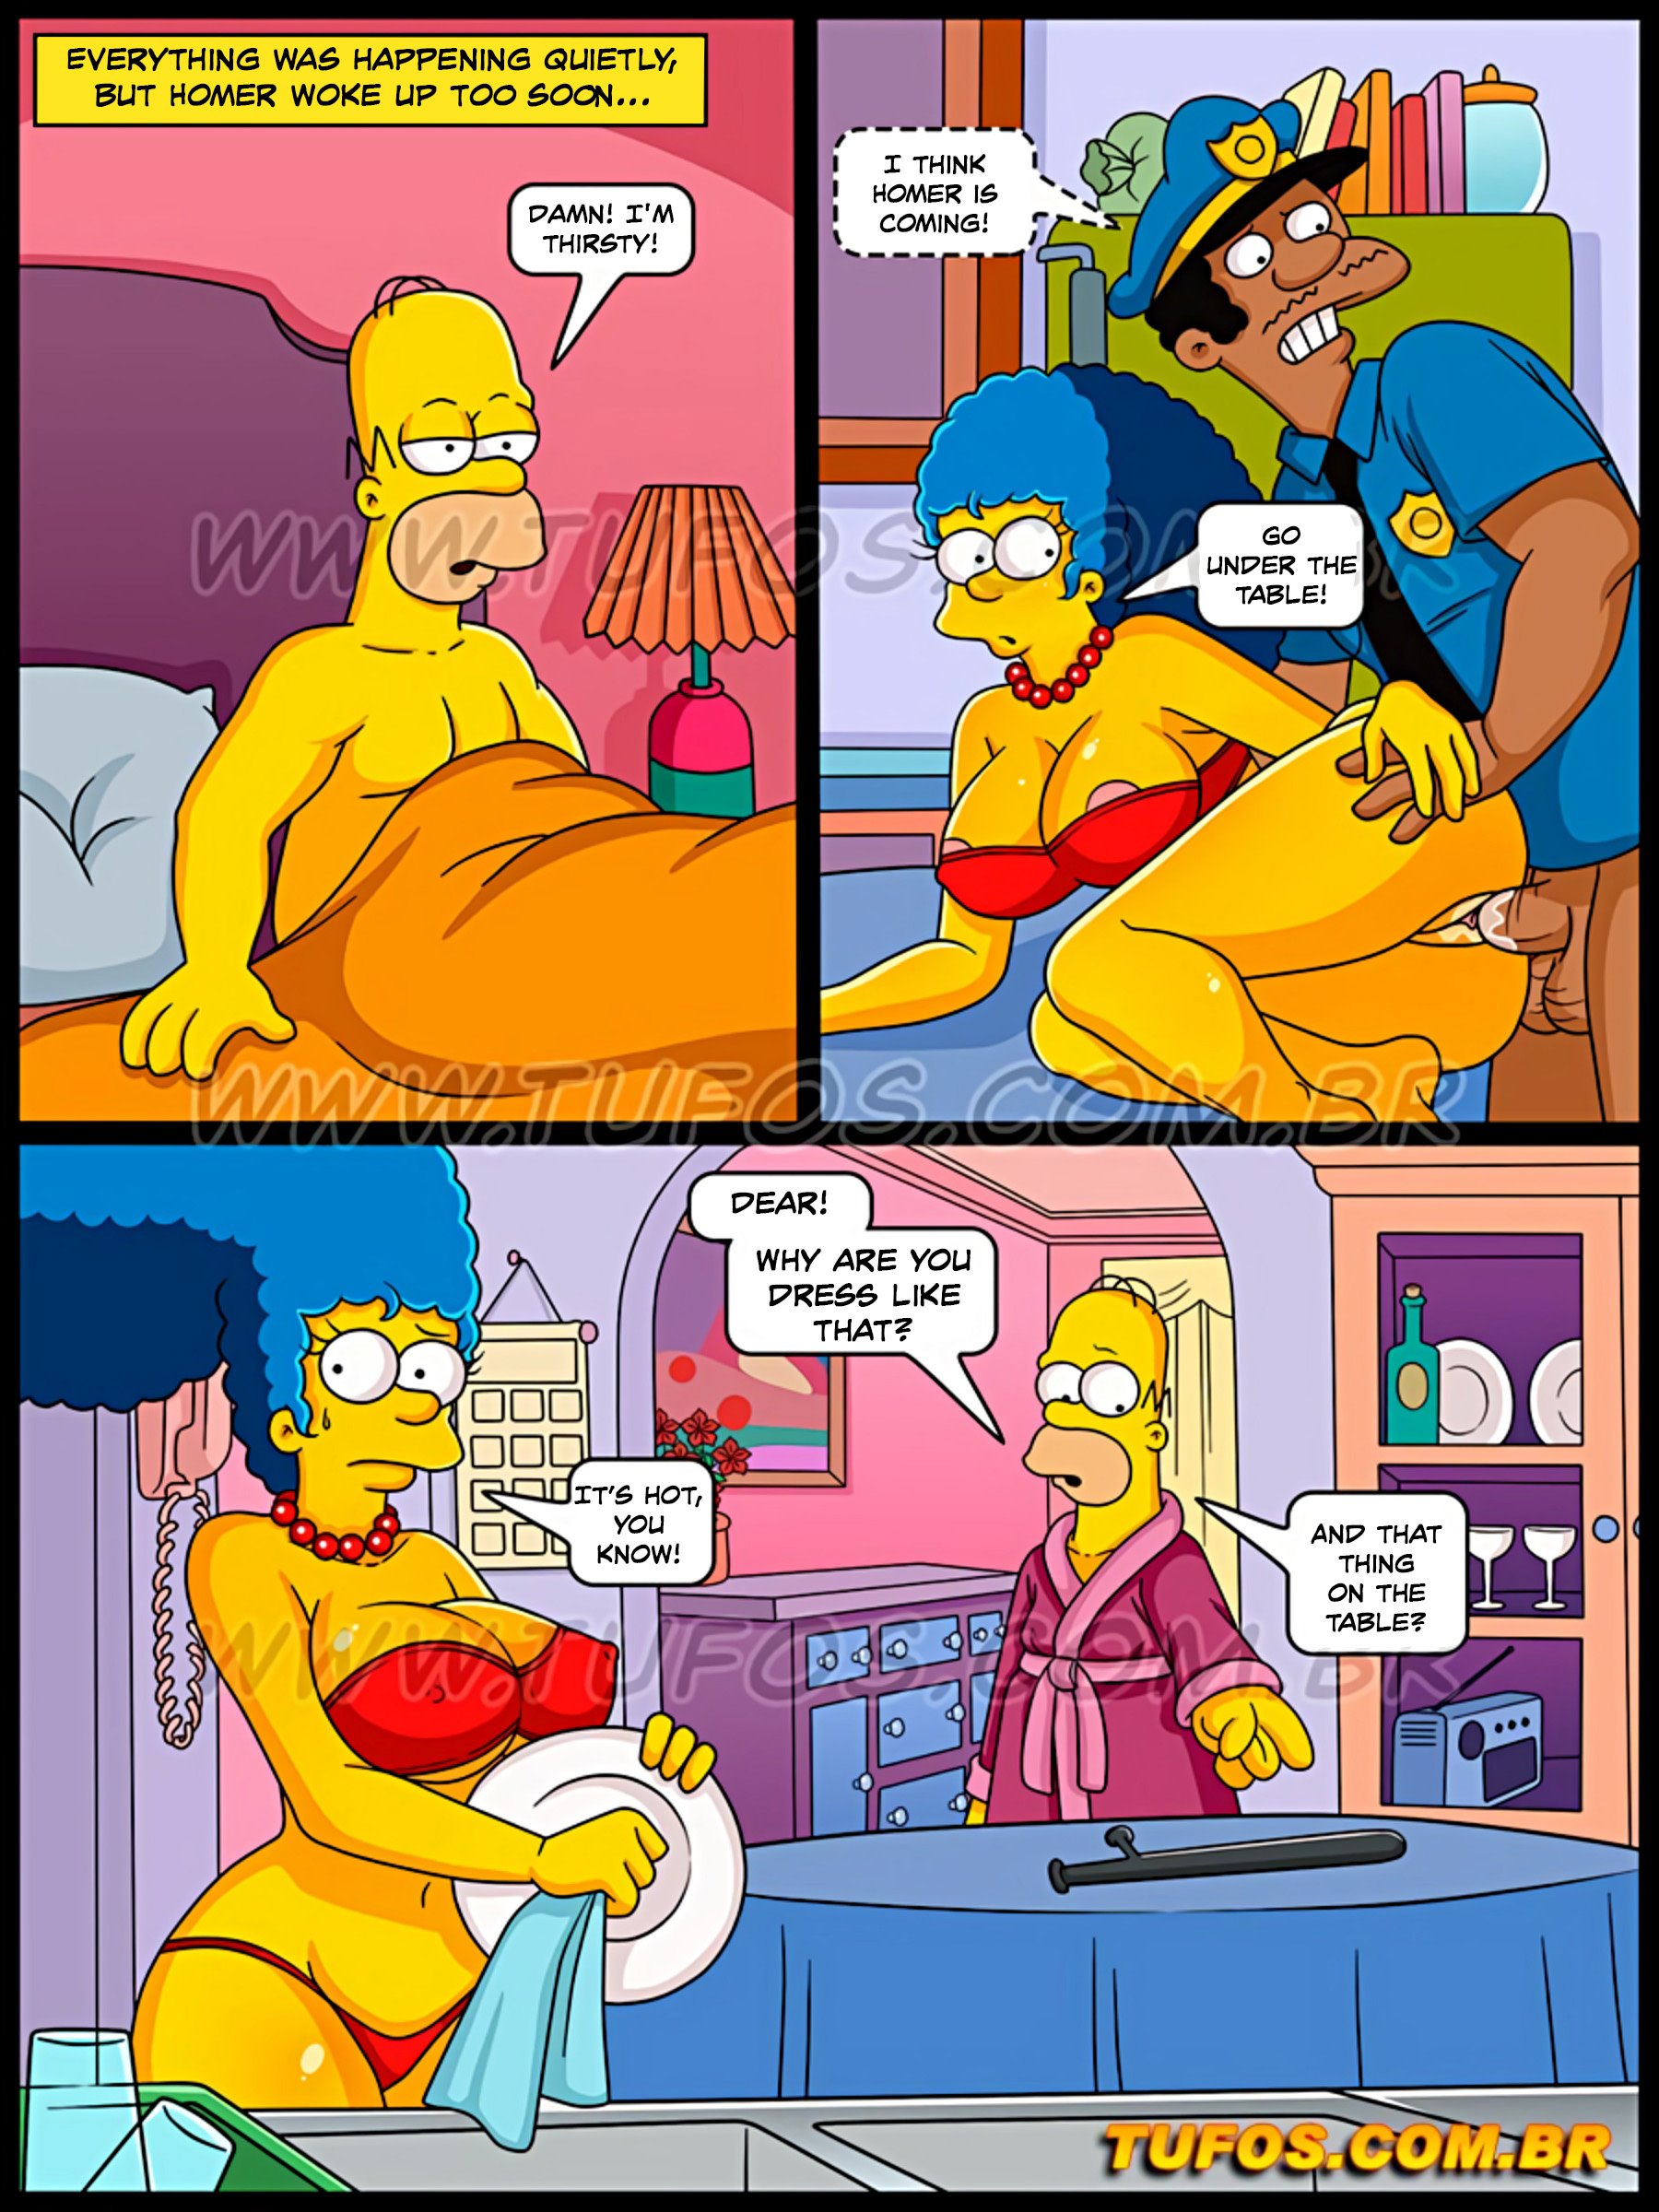 EVERYTHING WAS HAPPENING QUIETLY,
BUT HOMER WOKE UP TOO SOON...
DAMN! I'M
THIRSTY!
I THINK
HOMER IS
COMING!
GO
UNDER THE
TABLE!
WWW.TUFOS.COM.BR
WWW.TUFOS.COM.BR
DEAR!
WHY ARE YOU
DRESS LIKE
THAT?
IT'S HOT,
YOU
KNOW!
AND THAT
THING
ON THE
TABLE?
WWW.TUFOS.COM.BR
TUFOS.COM.BR